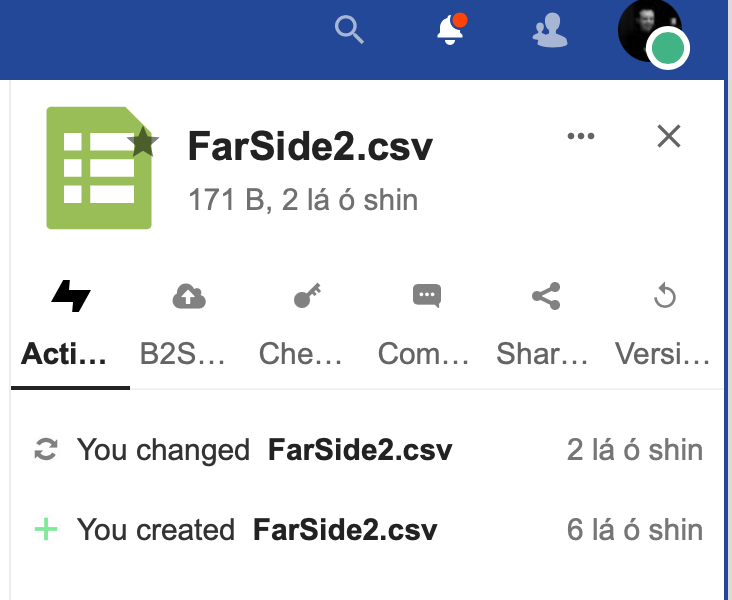 FarSide2.csv
171 B, 2 lá ó shin
Acti... B2S... Che... Com... Shar... Versi...
You changed FarSide2.csv 2 lá ó shin
You created FarSide2.csv 6 lá ó shin